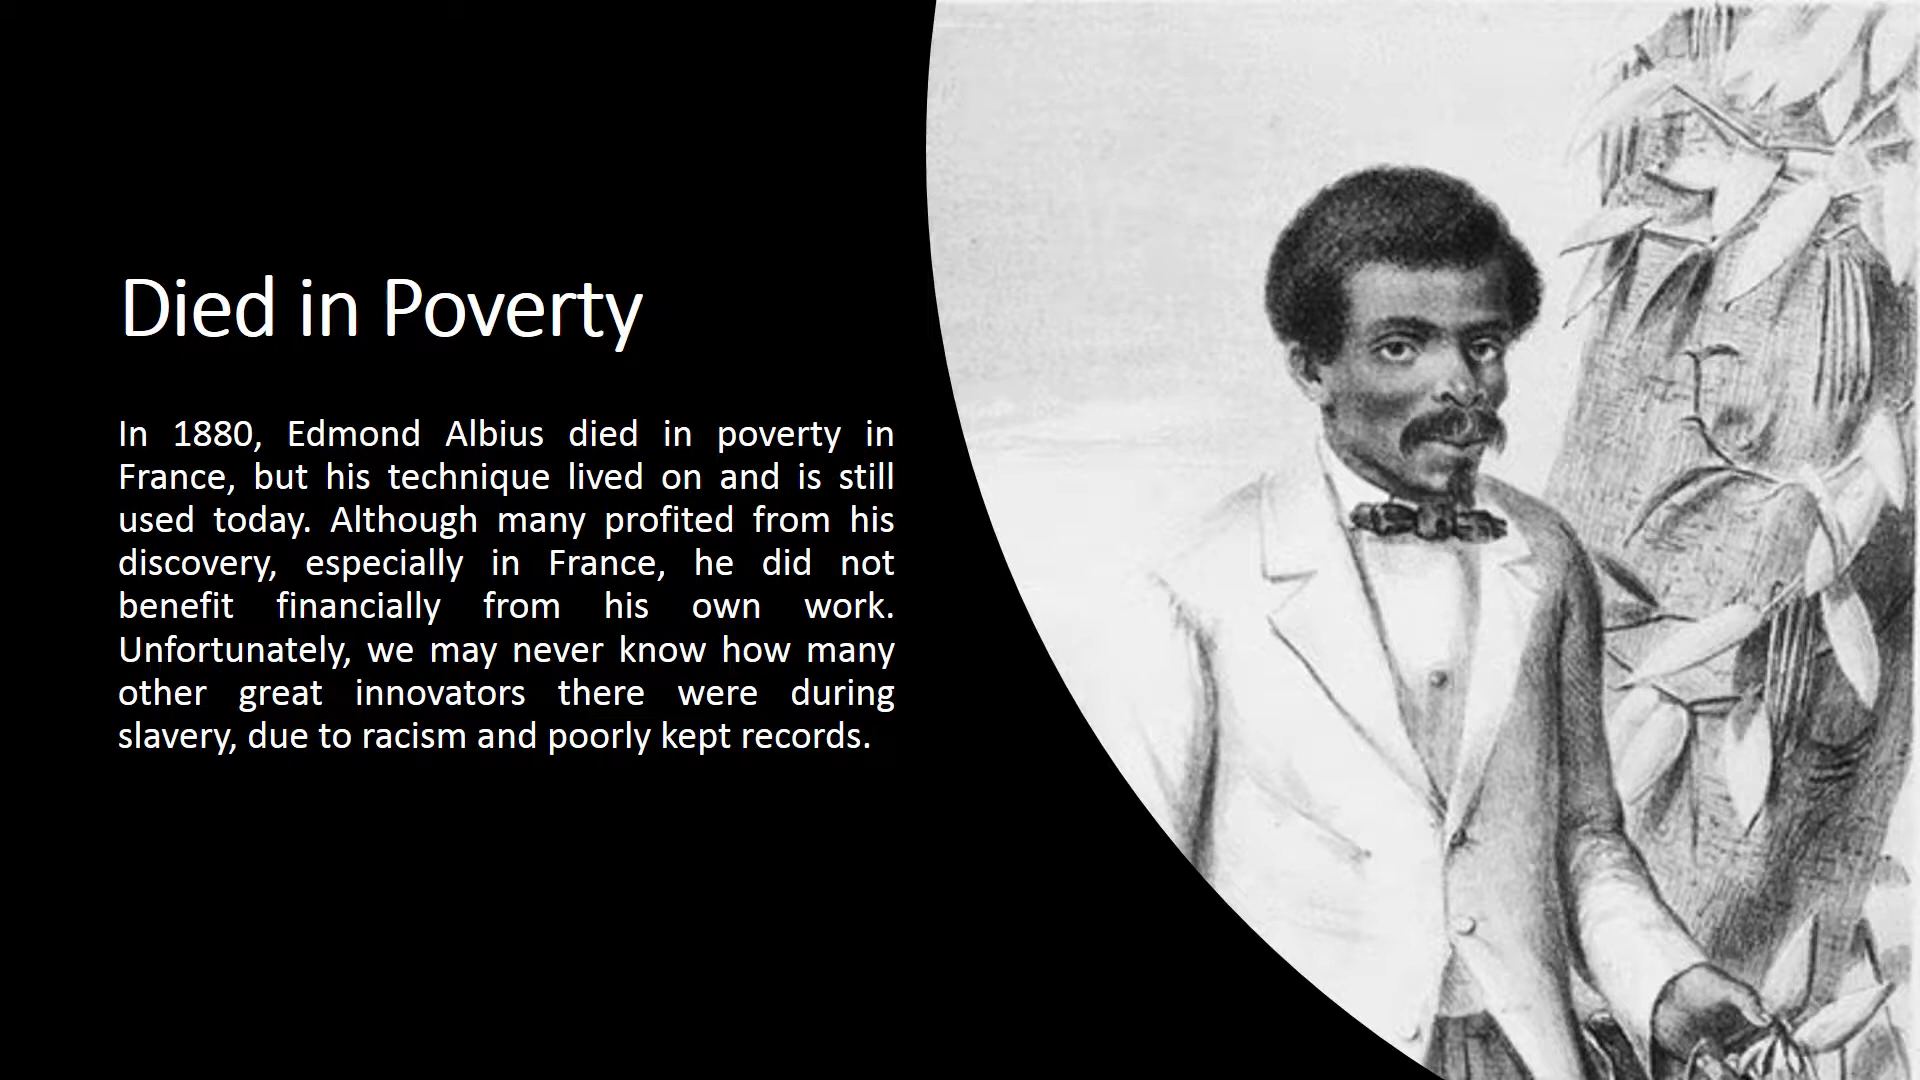 Died in Poverty
In 1880, Edmond Albius died in poverty in
France, but his technique lived on and is still
used today. Although many profited from his
discovery, especially in France, he did not
benefit financially from his own work.
Unfortunately, we may never know how many
other great innovators there were during
slavery, due to racism and poorly kept records.